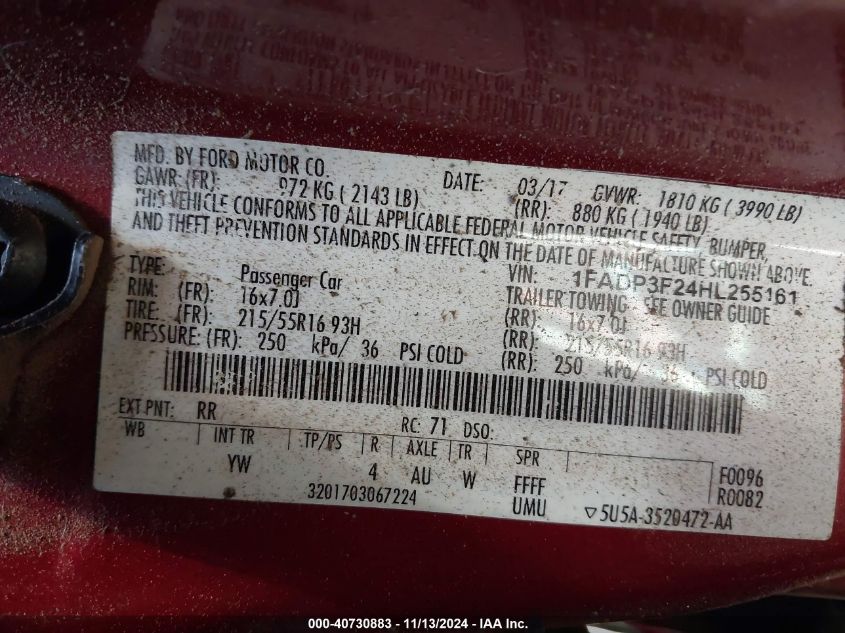 MFD. BY FORD MOTOR CO. DATE: 03/17 GVWR: 1810 KG ( 3990 LB)
GAWR: (FR): 972 KG ( 2143 LB) (RR): 880 KG ( 1940 LB)
THIS VEHICLE CONFORMS TO ALL APPLICABLE FEDERAL MOTOR VEHICLE SAFETY, BUMPER,
AND THEFT PREVENTION STANDARDS IN EFFECT ON THE DATE OF MANUFACTURE SHOWN ABOVE.
VIN: 1FADP3F24HL255161
TYPE: Passenger Car TRAILER TOWING - SEE OWNER GUIDE
RIM: (FR): 16x7.0J (RR): 16x7.0J
TIRE: (FR): 215/55R16 93H (RR): 215/55R16 93H
PRESSURE: (FR): 250 kPa/ 36 PSI COLD (RR): 250 kPa/ 36 PSI COLD
EXT PNT: RR RC: 71 DSO:
WB INT TR TP/PS R AXLE TR SPR F0096
YW 4 AU W FFFF R0082
3201703067224 UMU ▽5U5A-3520472-AA
000-40730883 - 11/13/2024 - IAA Inc.